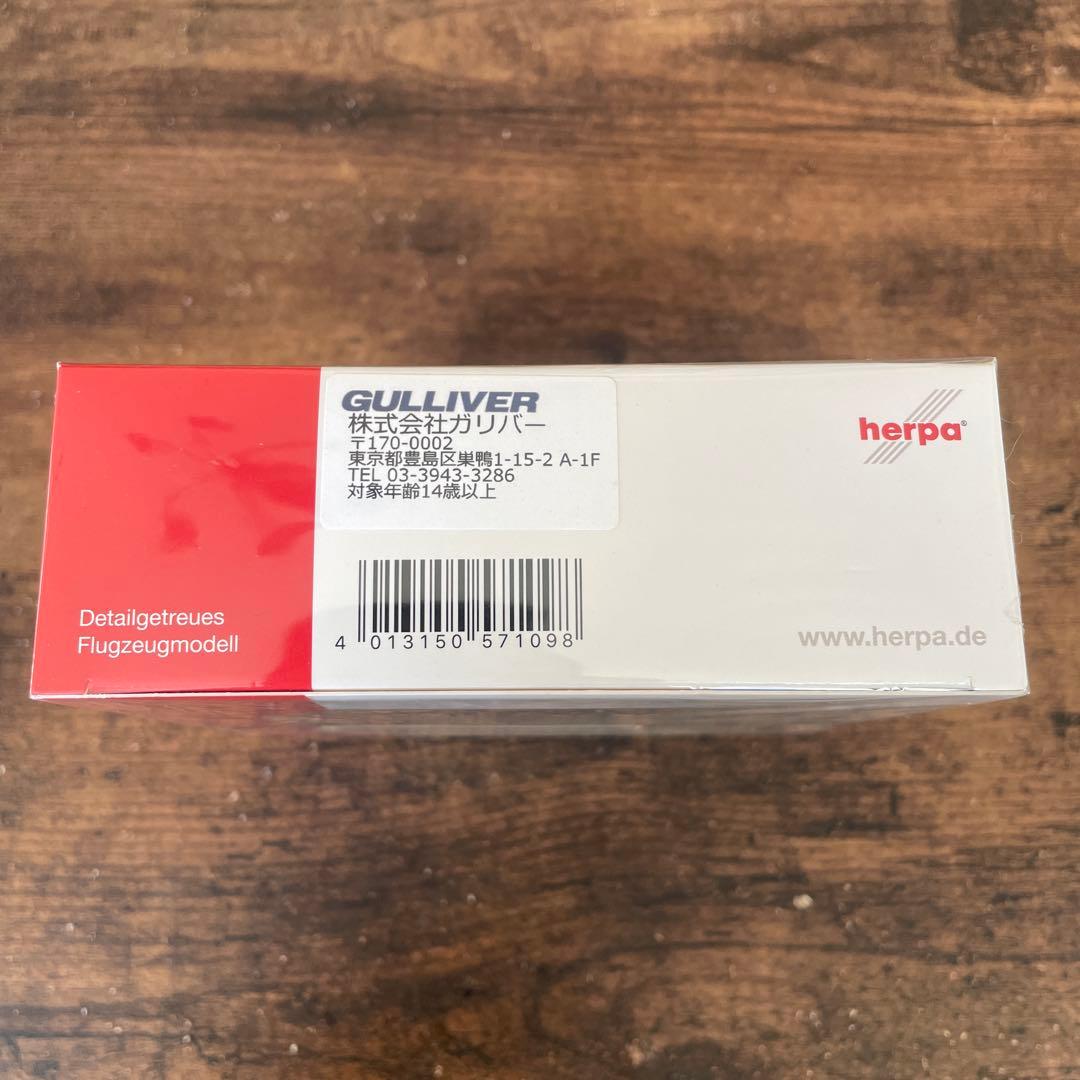 GULLIVER
株式会社ガリバー
〒170-0002
東京都豊島区巣鴨1-15-2 A-1F
TEL 03-3943-3286
対象年齢14歳以上
herpa®
4 013150 571098
Detailgetreues
Flugzeugmodell
www.herpa.de